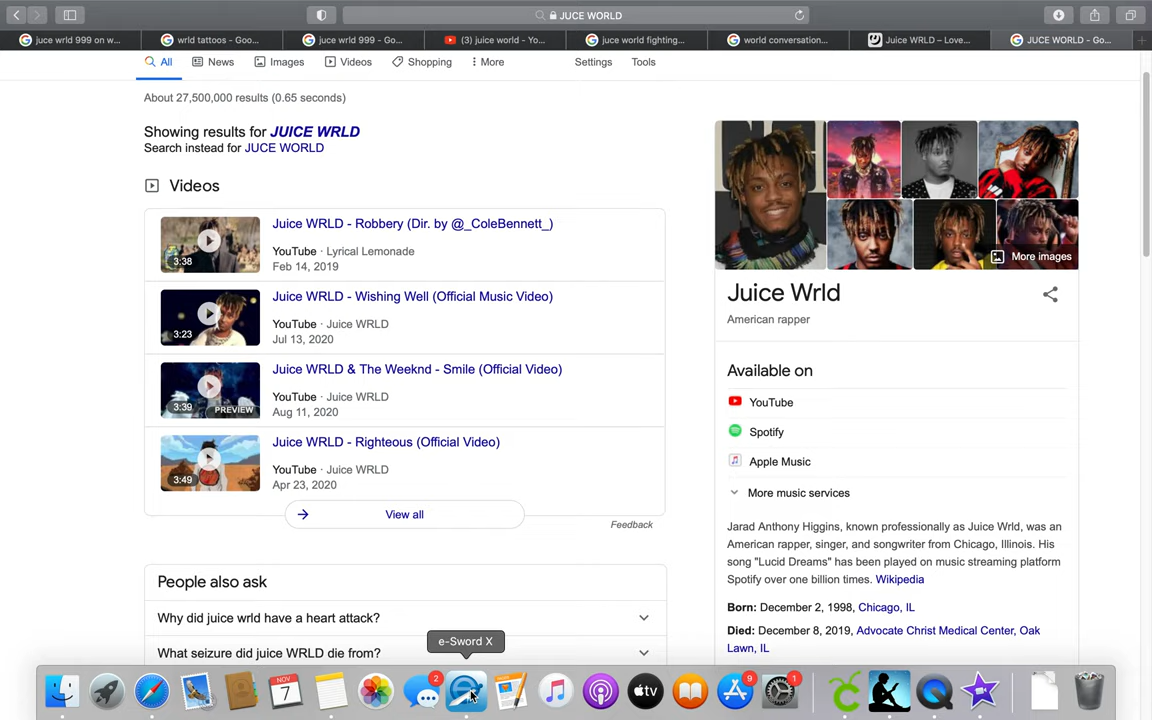 JUCE WORLD
juce wrld 999 on w...
wrld tattoos - Goo...
juce wrld 999 - Go...
(3) juice world - Yo...
juce world fighting...
world conversation...
Juice WRLD – Love...
JUCE WORLD - Go...
All
News
Images
Videos
Shopping
More
Settings
Tools
About 27,500,000 results (0.65 seconds)
Showing results for JUICE WRLD
Search instead for JUCE WORLD
Videos
3:38
Juice WRLD - Robbery (Dir. by @_ColeBennett_)
YouTube · Lyrical Lemonade
Feb 14, 2019
3:23
Juice WRLD - Wishing Well (Official Music Video)
YouTube · Juice WRLD
Jul 13, 2020
3:39
PREVIEW
Juice WRLD & The Weeknd - Smile (Official Video)
YouTube · Juice WRLD
Aug 11, 2020
3:49
Juice WRLD - Righteous (Official Video)
YouTube · Juice WRLD
Apr 23, 2020
View all
Feedback
People also ask
Why did juice wrld have a heart attack?
What seizure did juice WRLD die from?
More images
Juice Wrld
American rapper
Available on
YouTube
Spotify
Apple Music
More music services
Jarad Anthony Higgins, known professionally as Juice Wrld, was an
American rapper, singer, and songwriter from Chicago, Illinois. His
song "Lucid Dreams" has been played on music streaming platform
Spotify over one billion times. Wikipedia
Born: December 2, 1998, Chicago, IL
Died: December 8, 2019, Advocate Christ Medical Center, Oak
Lawn, IL
e-Sword X
NOV
7
2
tv
9
1